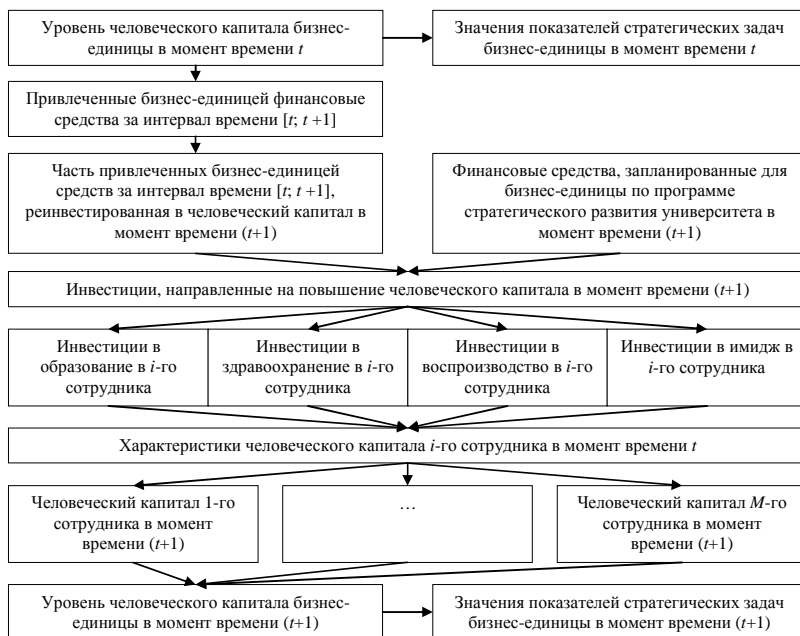 Уровень человеческого капитала бизнес-
единицы в момент времени t
Значения показателей стратегических задач
бизнес-единицы в момент времени t
Привлеченные бизнес-единицей финансовые
средства за интервал времени [t; t +1]
Часть привлеченных бизнес-единицей
средств за интервал времени [t; t +1],
реинвестированная в человеческий капитал в
момент времени (t+1)
Финансовые средства, запланированные для
бизнес-единицы по программе
стратегического развития университета в
момент времени (t+1)
Инвестиции, направленные на повышение человеческого капитала в момент времени (t+1)
Инвестиции в
образование в i-го
сотрудника
Инвестиции в
здравоохранение в i-го
сотрудника
Инвестиции в
воспроизводство в i-го
сотрудника
Инвестиции в имидж в
i-го сотрудника
Характеристики человеческого капитала i-го сотрудника в момент времени t
Человеческий капитал 1-го
сотрудника в момент
времени (t+1)
…
Человеческий капитал M-го
сотрудника в момент
времени (t+1)
Уровень человеческого капитала бизнес-
единицы в момент времени (t+1)
Значения показателей стратегических задач
бизнес-единицы в момент времени (t+1)